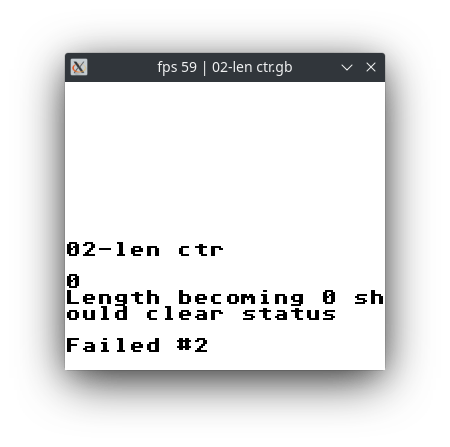 fps 59 | 02-len ctr.gb
02-len ctr
0
Length becoming 0 sh
ould clear status
Failed #2